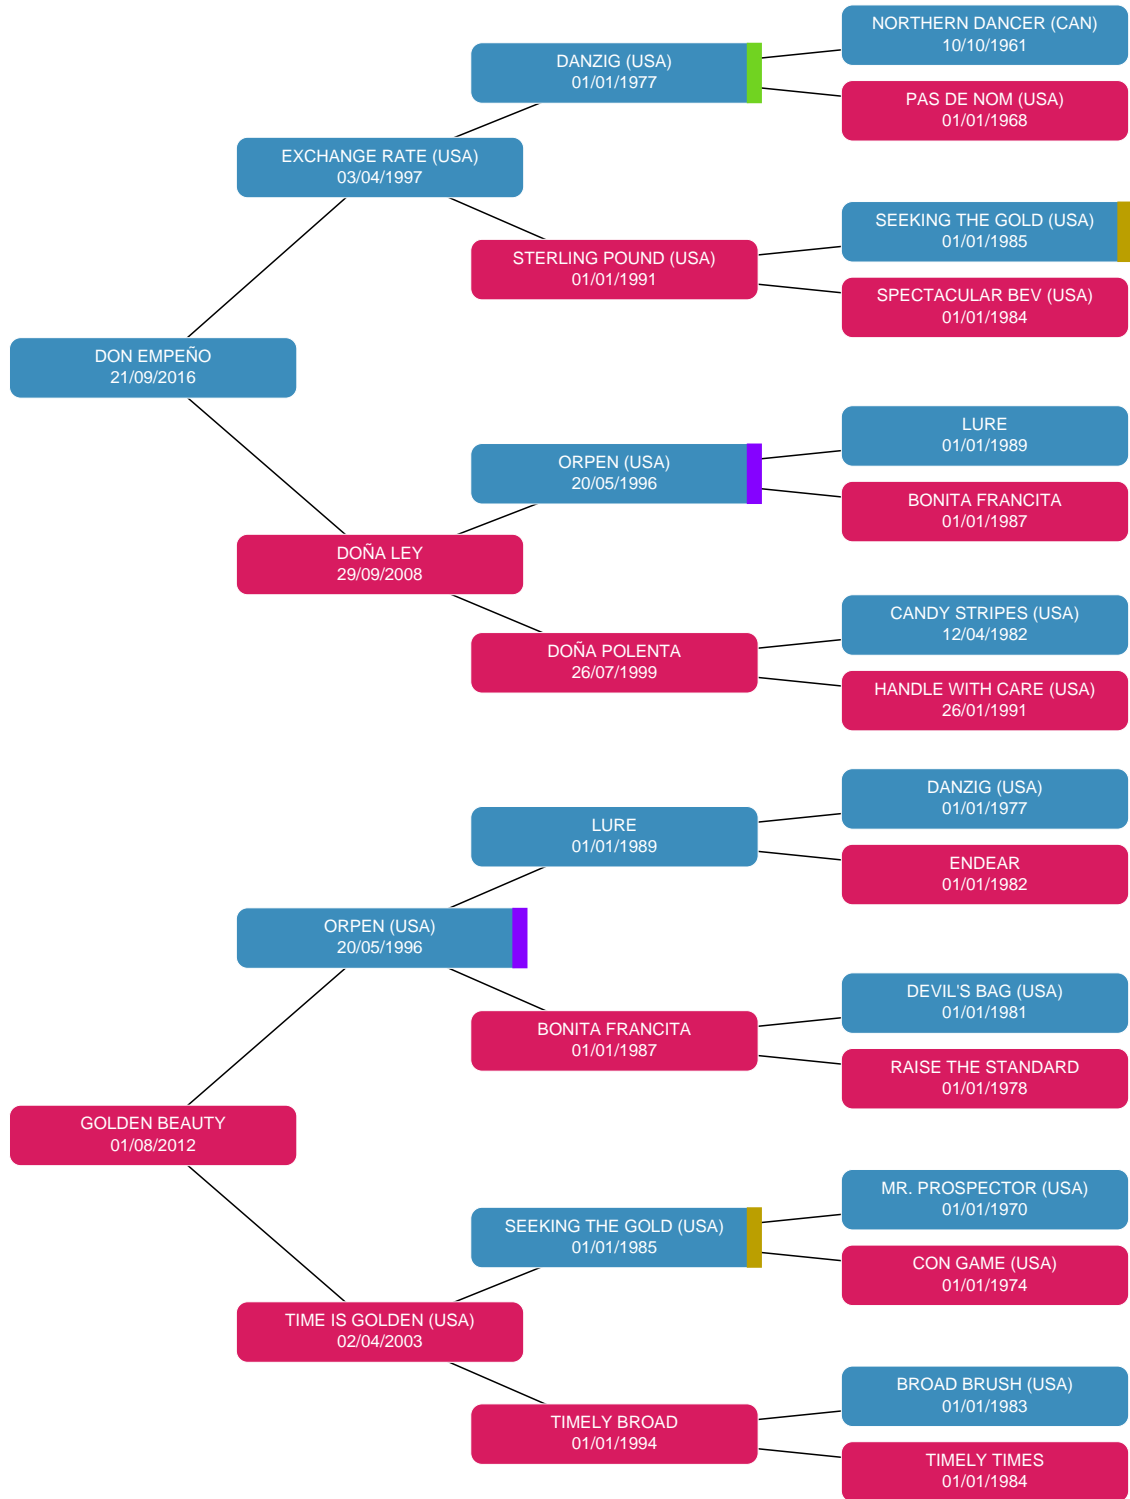 NORTHERN DANCER (CAN)
10/10/1961
DANZIG (USA)
01/01/1977
PAS DE NOM (USA)
01/01/1968
EXCHANGE RATE (USA)
03/04/1997
SEEKING THE GOLD (USA)
01/01/1985
STERLING POUND (USA)
01/01/1991
SPECTACULAR BEV (USA)
01/01/1984
DON EMPEÑO
21/09/2016
LURE
01/01/1989
ORPEN (USA)
20/05/1996
BONITA FRANCITA
01/01/1987
DOÑA LEY
29/09/2008
CANDY STRIPES (USA)
12/04/1982
DOÑA POLENTA
26/07/1999
HANDLE WITH CARE (USA)
26/01/1991
DANZIG (USA)
01/01/1977
LURE
01/01/1989
ENDEAR
01/01/1982
ORPEN (USA)
20/05/1996
DEVIL'S BAG (USA)
01/01/1981
BONITA FRANCITA
01/01/1987
RAISE THE STANDARD
01/01/1978
GOLDEN BEAUTY
01/08/2012
MR. PROSPECTOR (USA)
01/01/1970
SEEKING THE GOLD (USA)
01/01/1985
CON GAME (USA)
01/01/1974
TIME IS GOLDEN (USA)
02/04/2003
BROAD BRUSH (USA)
01/01/1983
TIMELY BROAD
01/01/1994
TIMELY TIMES
01/01/1984